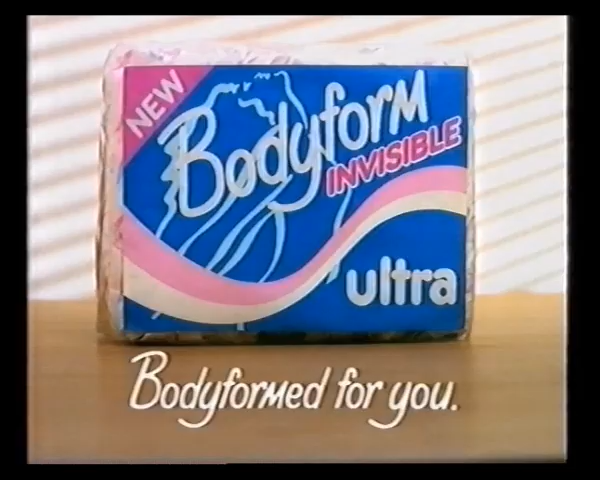 NEW
Bodyform
INVISIBLE
ultra
Bodyformed for you.